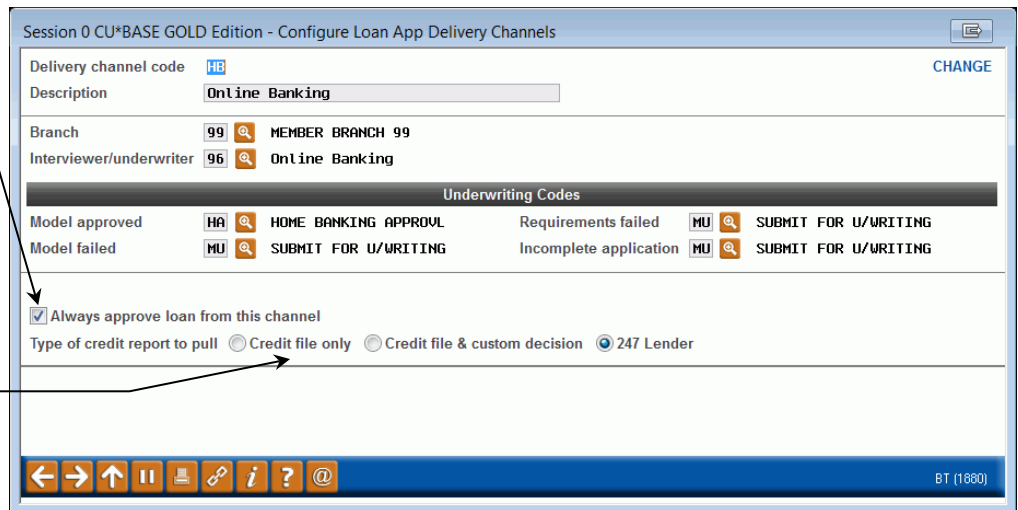 Session 0 CU*BASE GOLD Edition - Configure Loan App Delivery Channels
Delivery channel code HB CHANGE
Description Online Banking
Branch 99 MEMBER BRANCH 99
Interviewer/underwriter 96 Online Banking
Underwriting Codes
Model approved HA HOME BANKING APPROVL Requirements failed MU SUBMIT FOR U/WRITING
Model failed MU SUBMIT FOR U/WRITING Incomplete application MU SUBMIT FOR U/WRITING
Always approve loan from this channel
Type of credit report to pull Credit file only Credit file & custom decision 247 Lender
i ? @ BT (1880)